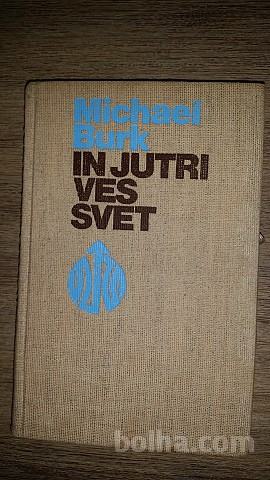 Michael
Burk
IN JUTRI
VES
SVET
bolha.com